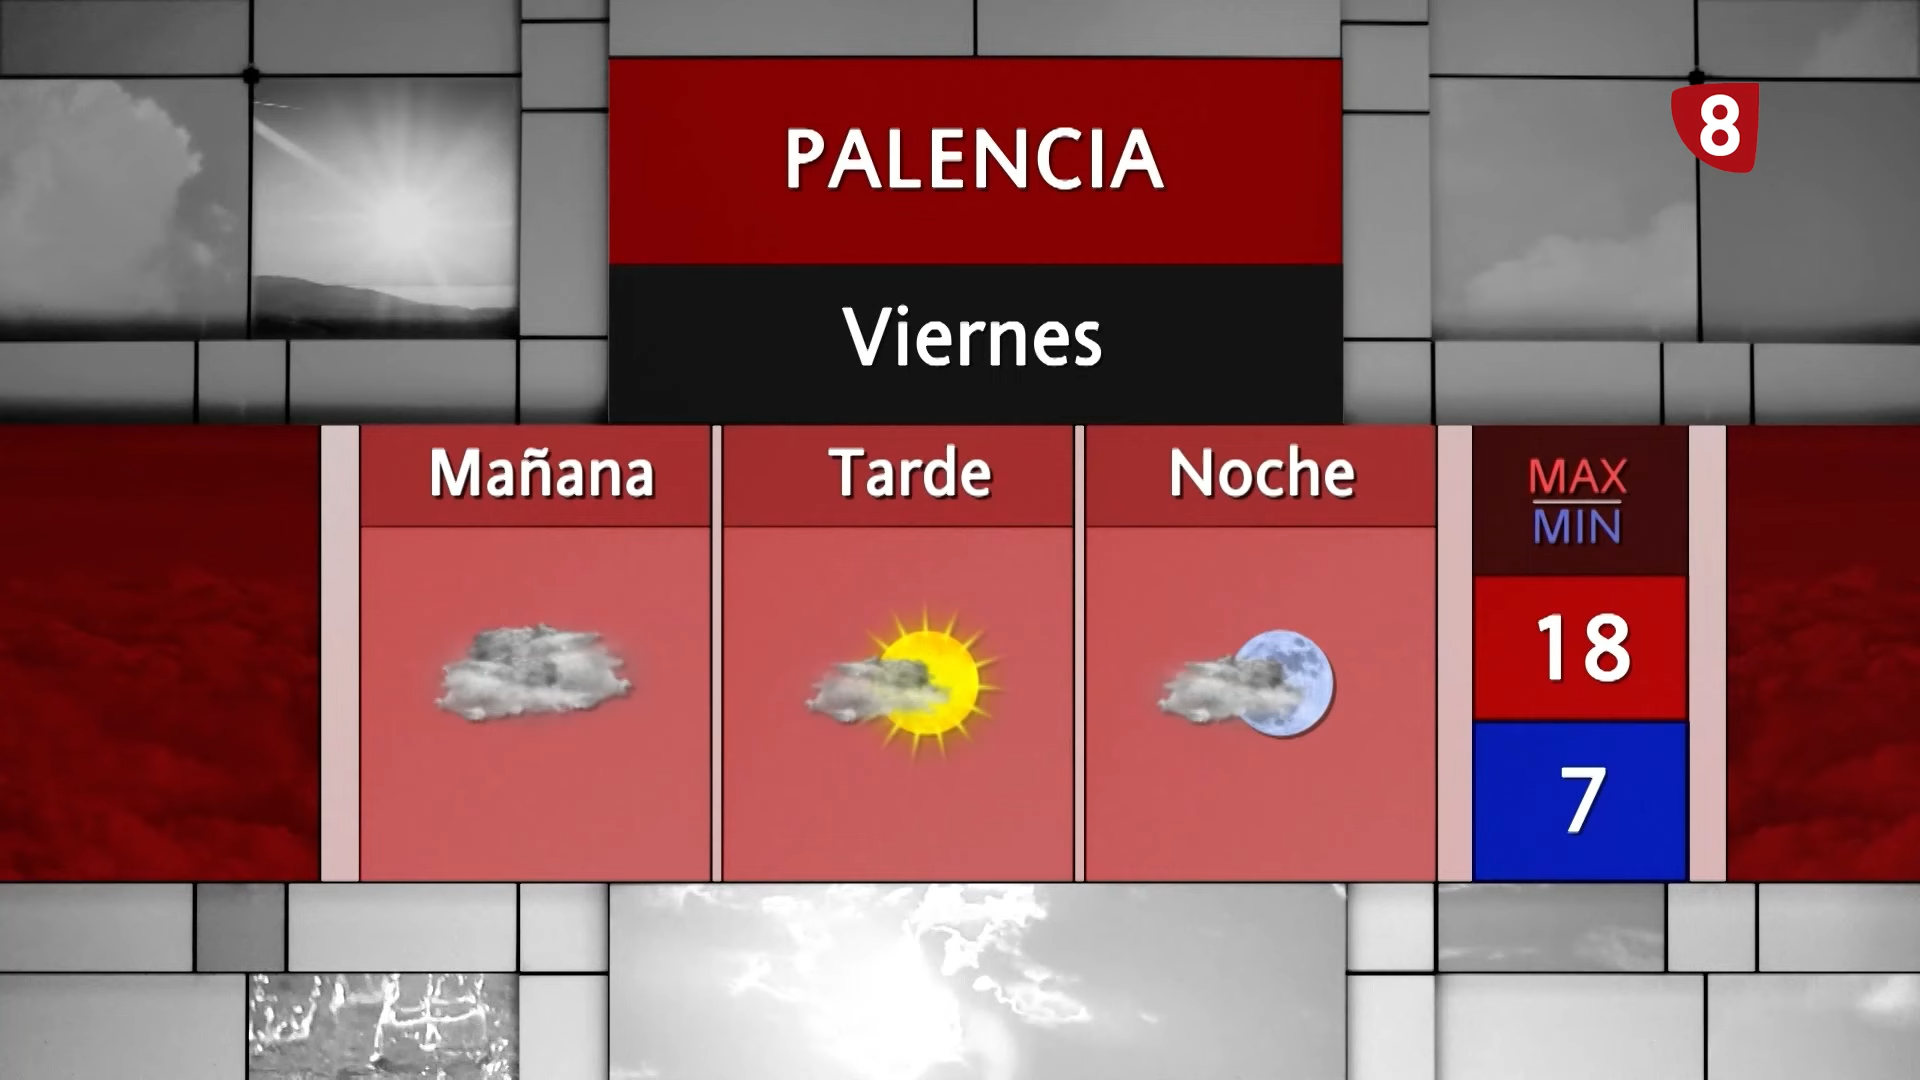 8
PALENCIA
Viernes
Mañana
Tarde
Noche
MAX
MIN
18
7